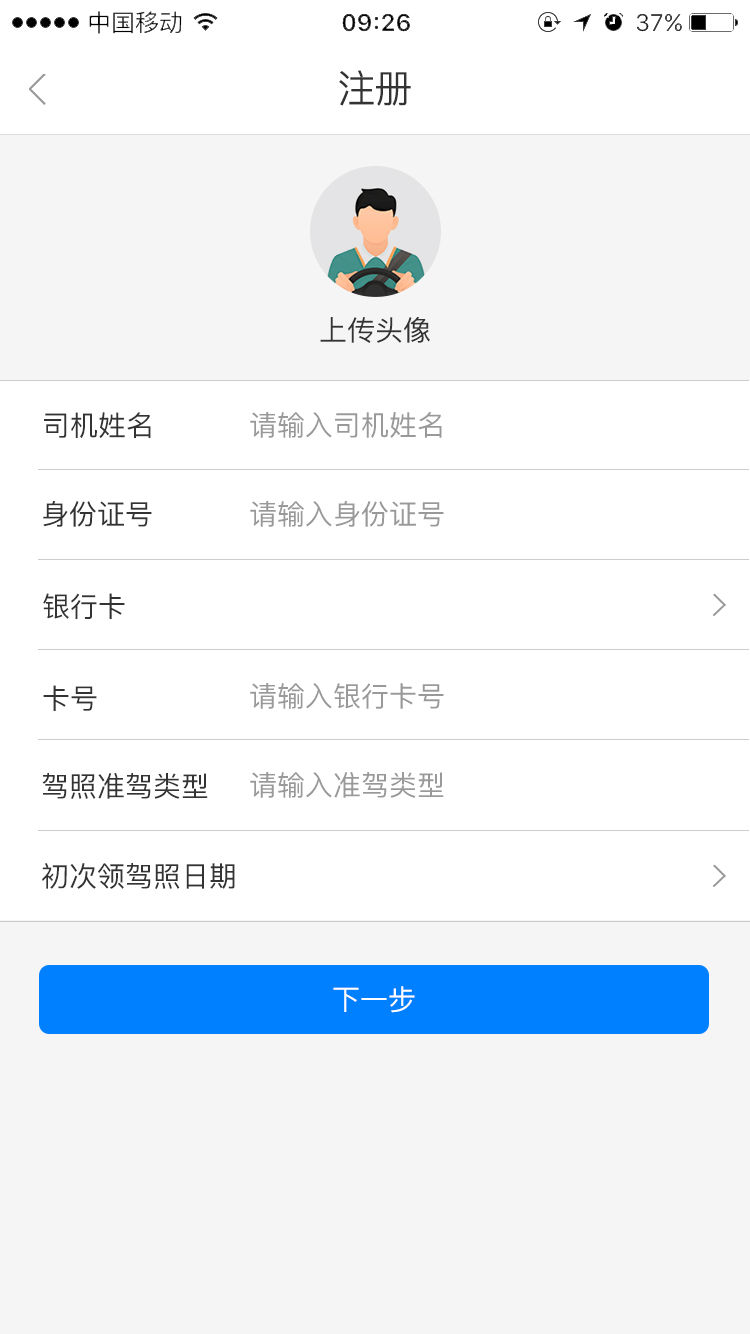 中国移动 09:26 37%
注册
上传头像
司机姓名 请输入司机姓名
身份证号 请输入身份证号
银行卡
卡号 请输入银行卡号
驾照准驾类型 请输入准驾类型
初次领驾照日期
下一步